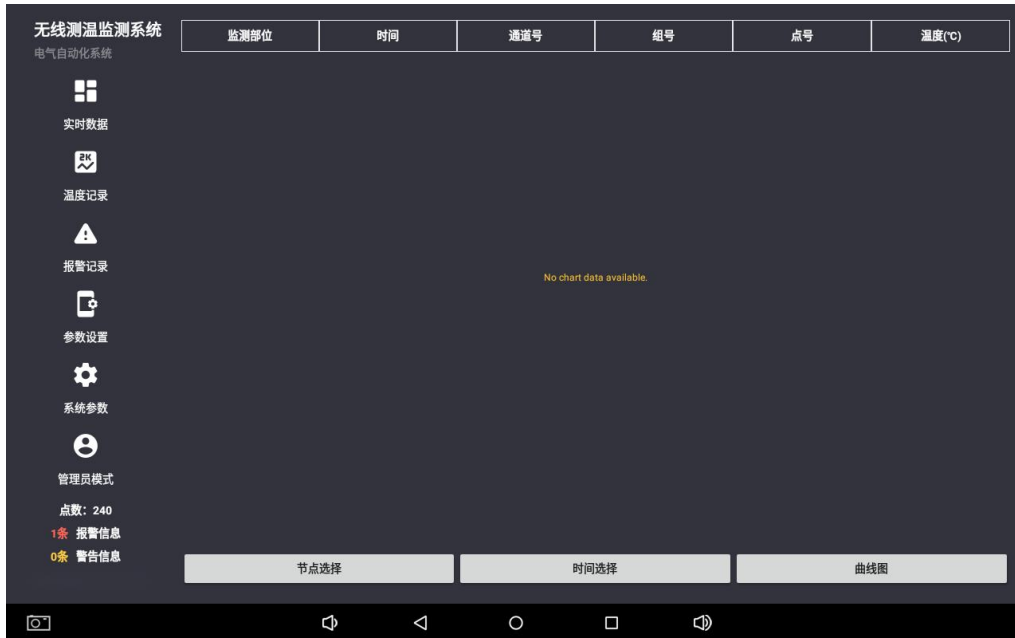 无线测温监测系统
电气自动化系统
实时数据
2K
温度记录
报警记录
参数设置
系统参数
管理员模式
点数：240
1条 报警信息
0条 警告信息
监测部位 时间 通道号 组号 点号 温度(℃)
No chart data available.
节点选择 时间选择 曲线图